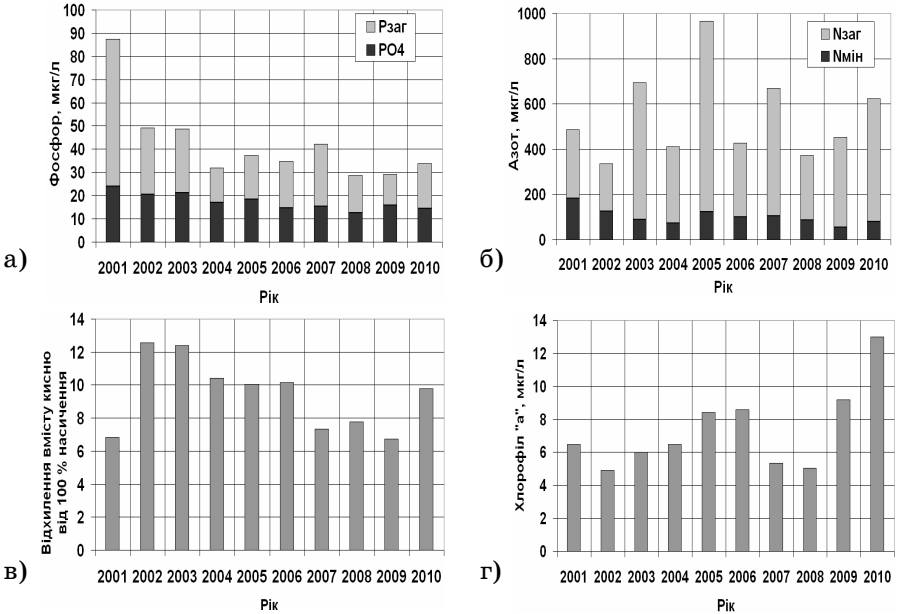 100
90
80
70
60
50
40
30
20
10
0
Фосфор, мкг/л
Pзаг
PO4
2001 2002 2003 2004 2005 2006 2007 2008 2009 2010
Рік
а)
1000
800
600
400
200
0
Азот, мкг/л
Nзаг
Nмін
2001 2002 2003 2004 2005 2006 2007 2008 2009 2010
Рік
б)
14
12
10
8
6
4
2
0
Відхилення вмісту кисню
від 100 % насичення
2001 2002 2003 2004 2005 2006 2007 2008 2009 2010
Рік
в)
14
12
10
8
6
4
2
0
Хлорофіл "а", мкг/л
2001 2002 2003 2004 2005 2006 2007 2008 2009 2010
Рік
г)